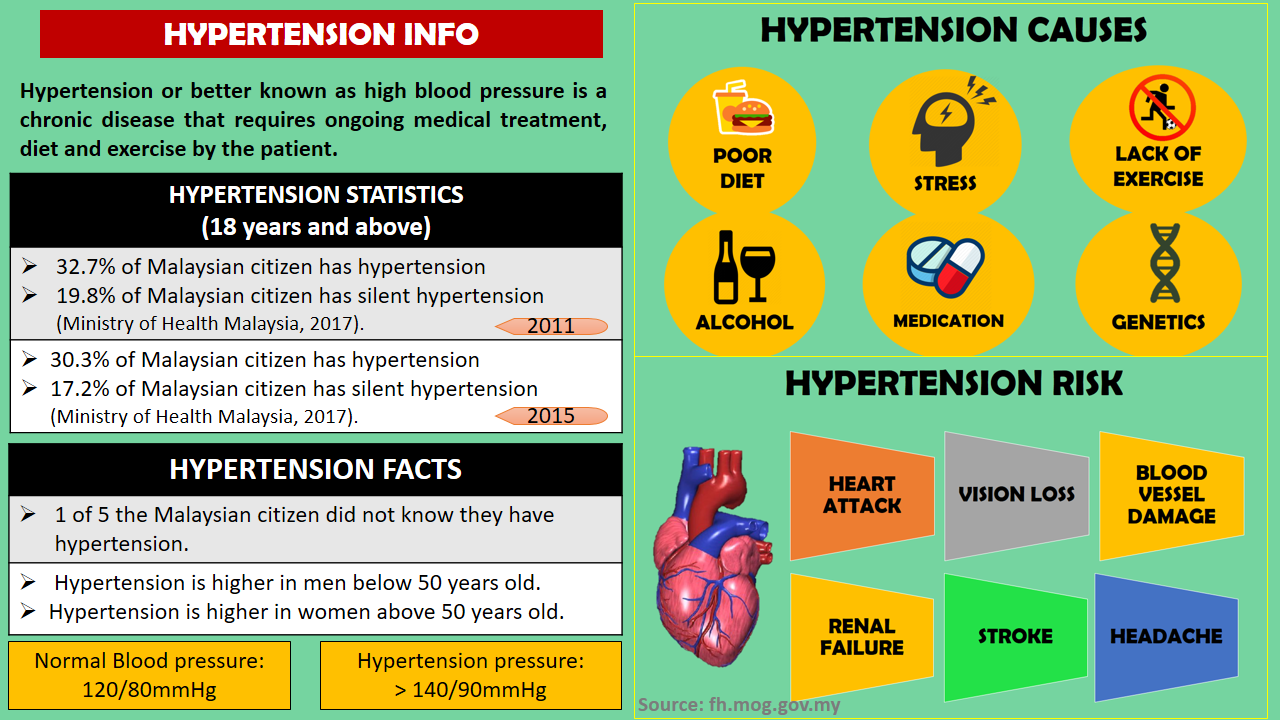 HYPERTENSION INFO
Hypertension or better known as high blood pressure is a
chronic disease that requires ongoing medical treatment,
diet and exercise by the patient.
HYPERTENSION STATISTICS
(18 years and above)
➢ 32.7% of Malaysian citizen has hypertension
➢ 19.8% of Malaysian citizen has silent hypertension
(Ministry of Health Malaysia, 2017).
2011
➢ 30.3% of Malaysian citizen has hypertension
➢ 17.2% of Malaysian citizen has silent hypertension
(Ministry of Health Malaysia, 2017).
2015
HYPERTENSION FACTS
➢ 1 of 5 the Malaysian citizen did not know they have
hypertension.
➢ Hypertension is higher in men below 50 years old.
➢ Hypertension is higher in women above 50 years old.
Normal Blood pressure:
120/80mmHg
Hypertension pressure:
> 140/90mmHg
HYPERTENSION CAUSES
POOR
DIET
STRESS
LACK OF
EXERCISE
ALCOHOL
MEDICATION
GENETICS
HYPERTENSION RISK
HEART
ATTACK
VISION LOSS
BLOOD
VESSEL
DAMAGE
RENAL
FAILURE
STROKE
HEADACHE
Source: fh.mog.gov.my